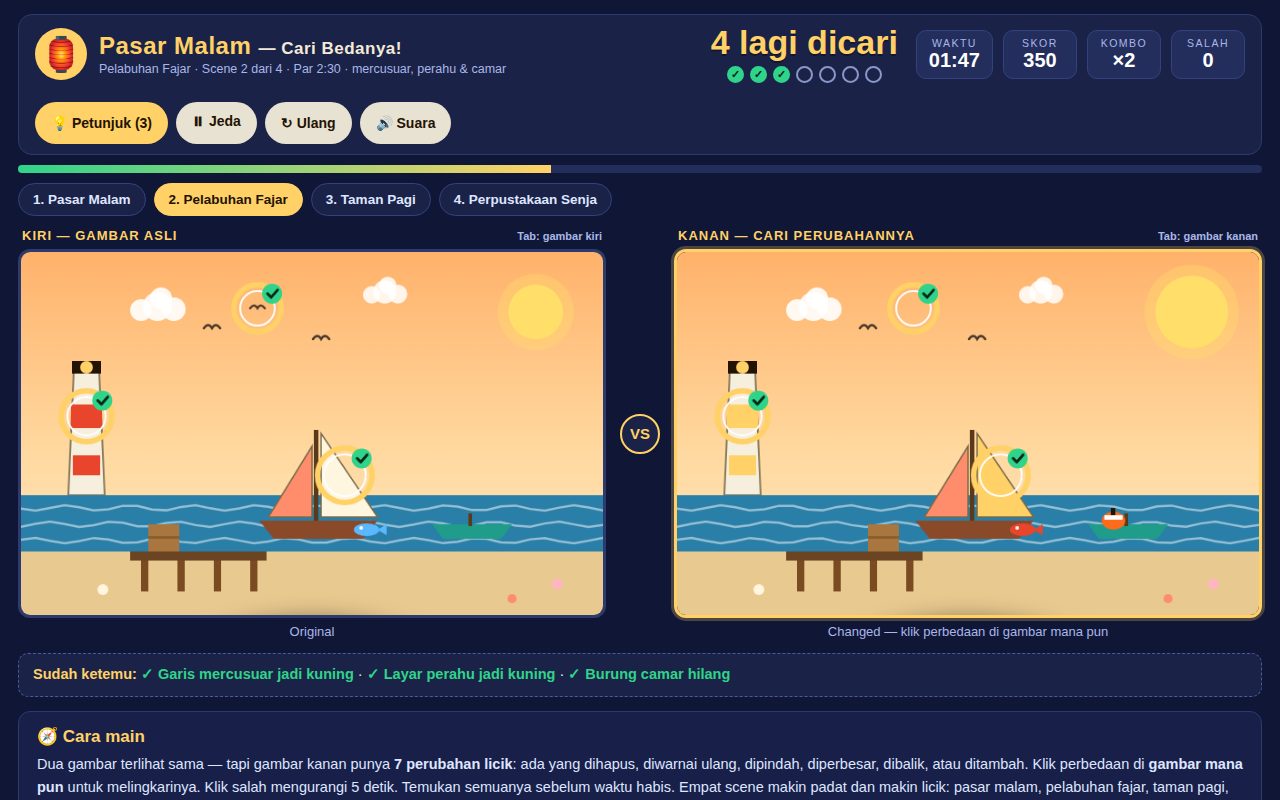 Pasar Malam — Cari Bedanya!
Pelabuhan Fajar · Scene 2 dari 4 · Par 2:30 · mercusuar, perahu & camar
4 lagi dicari
WAKTU
01:47
SKOR
350
KOMBO
×2
SALAH
0
💡 Petunjuk (3)
⏸ Jeda
↻ Ulang
🔊 Suara
1. Pasar Malam
2. Pelabuhan Fajar
3. Taman Pagi
4. Perpustakaan Senja
KIRI — GAMBAR ASLI
Tab: gambar kiri
KANAN — CARI PERUBAHANNYA
Tab: gambar kanan
VS
Original
Changed — klik perbedaan di gambar mana pun
Sudah ketemu: ✓ Garis mercusuar jadi kuning · ✓ Layar perahu jadi kuning · ✓ Burung camar hilang
🧭 Cara main
Dua gambar terlihat sama — tapi gambar kanan punya 7 perubahan licik: ada yang dihapus, diwarnai ulang, dipindah, diperbesar, dibalik, atau ditambah. Klik perbedaan di gambar mana
pun untuk melingkarinya. Klik salah mengurangi 5 detik. Temukan semuanya sebelum waktu habis. Empat scene makin padat dan makin licik: pasar malam, pelabuhan fajar, taman pagi,